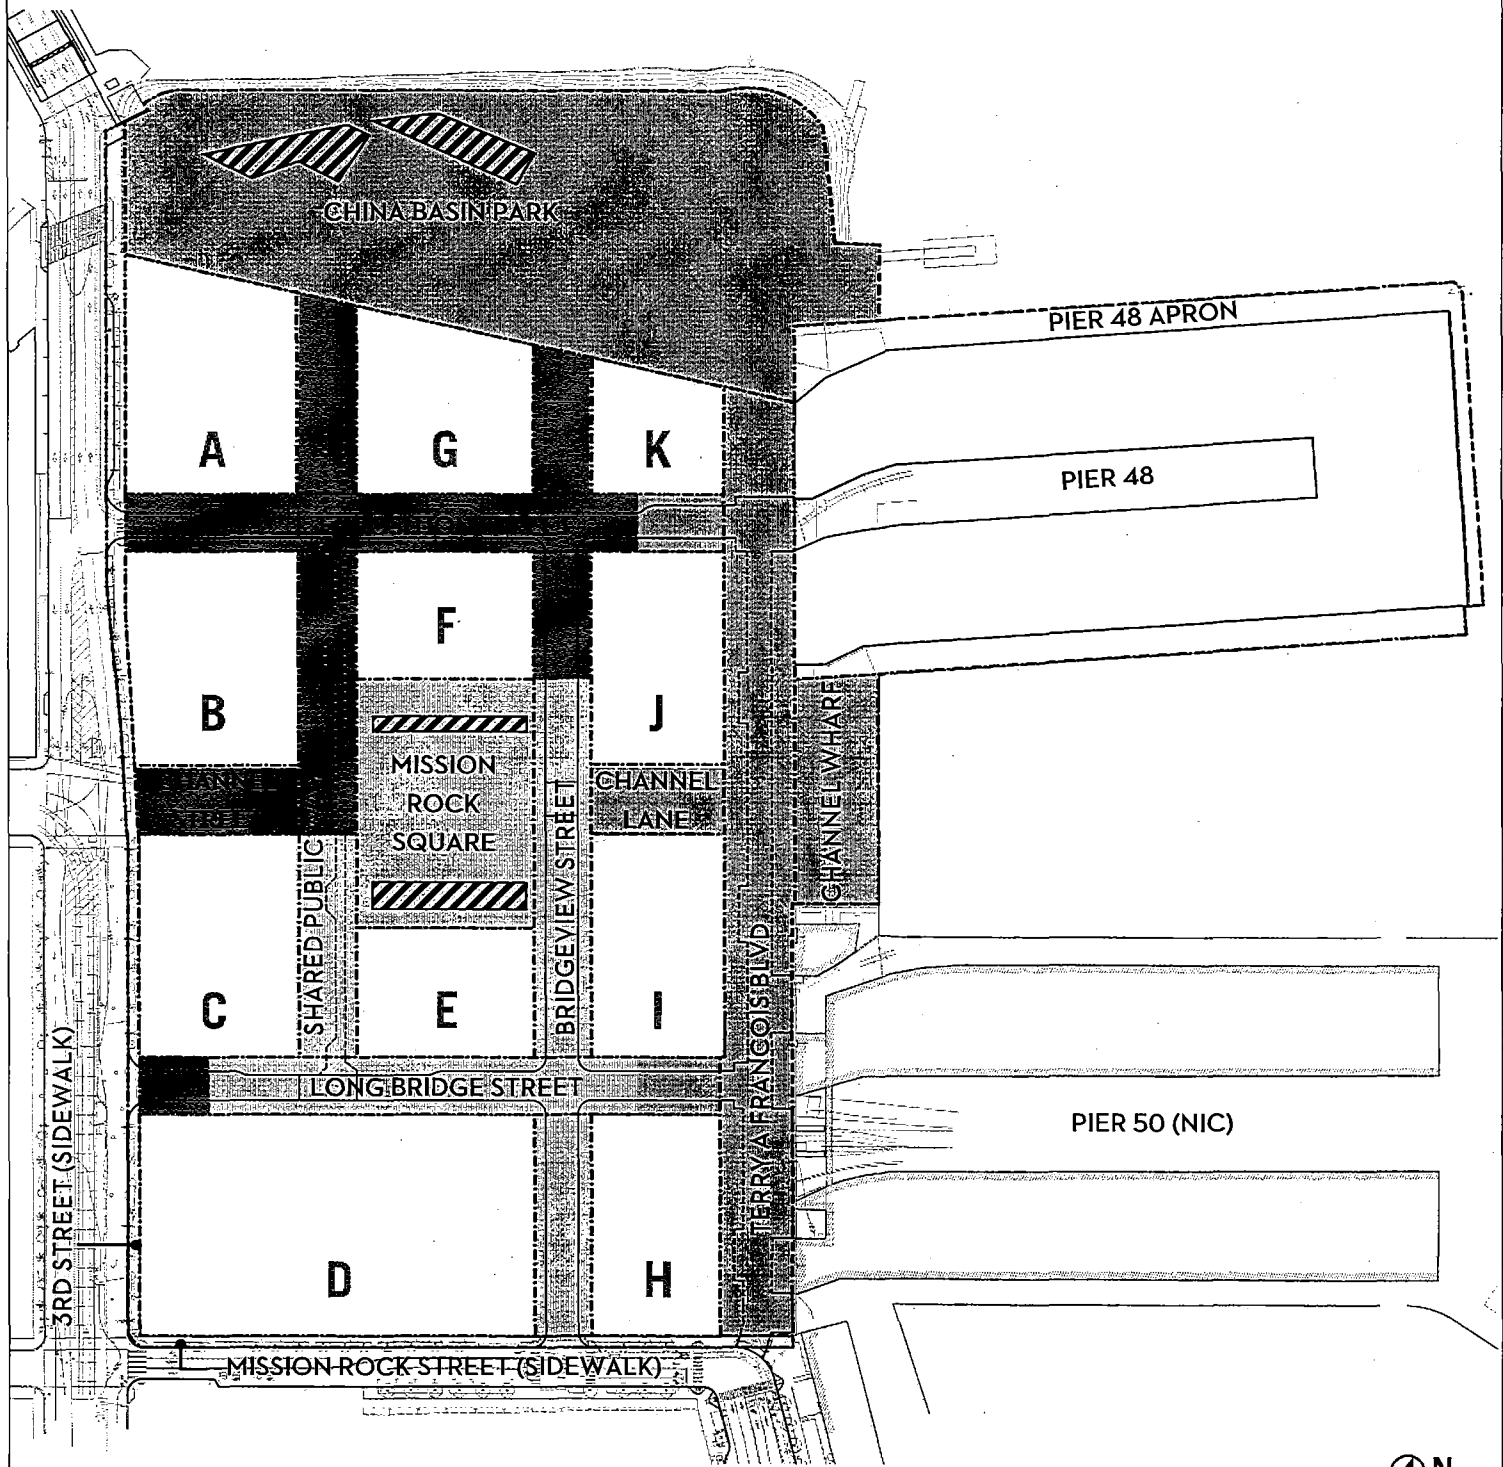 CHINA BASIN PARK
PIER 48 APRON
A
G
K
PIER 48
F
B
J
MISSION
ROCK
SQUARE
CHANNEL
LANE
CHANNEL WHARF
SHARED PUBLIC
BRIDGEVIEW STREET
C
E
I
TERRY A FRANCOIS BLVD
LONG BRIDGE STREET
3RD STREET (SIDEWALK)
PIER 50 (NIC)
D
H
MISSION ROCK STREET (SIDEWALK)
N